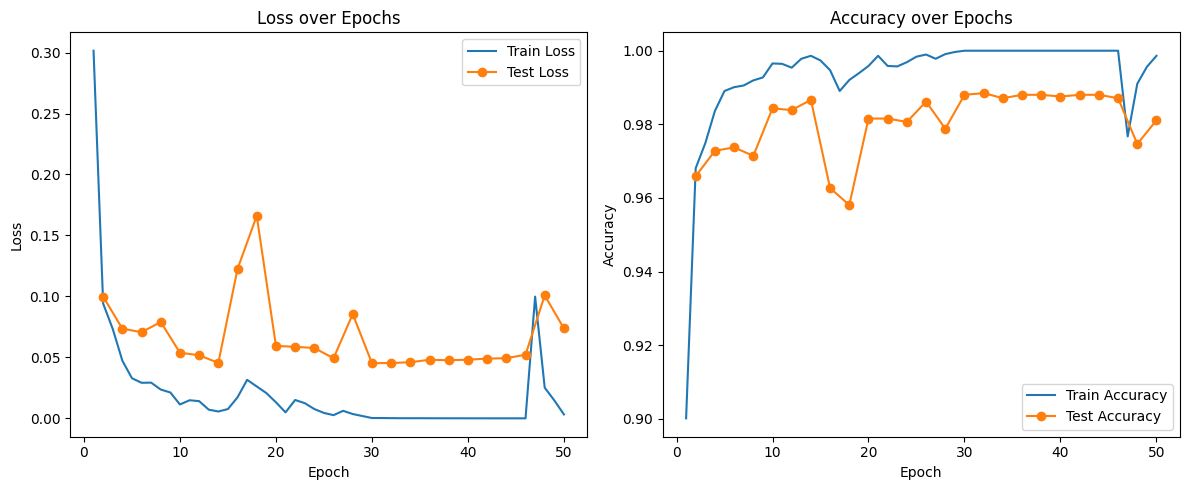 Loss over Epochs
Train Loss
Test Loss
0.30
0.25
0.20
0.15
0.10
0.05
0.00
Loss
0
10
20
30
40
50
Epoch
Accuracy over Epochs
1.00
0.98
0.96
0.94
0.92
0.90
Accuracy
Train Accuracy
Test Accuracy
0
10
20
30
40
50
Epoch